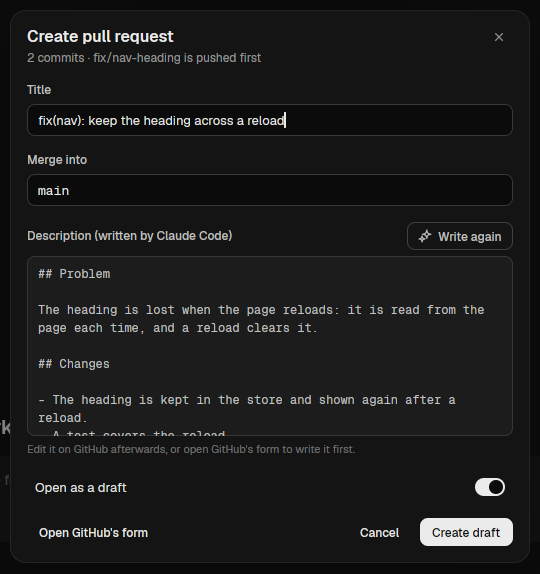 Create pull request
2 commits · fix/nav-heading is pushed first
Title
fix(nav): keep the heading across a reload
Merge into
main
Description (written by Claude Code)
Write again
## Problem
The heading is lost when the page reloads: it is read from the
page each time, and a reload clears it.
## Changes
- The heading is kept in the store and shown again after a
reload.
- A test covers the reload
Edit it on GitHub afterwards, or open GitHub's form to write it first.
Open as a draft
Open GitHub's form
Cancel
Create draft